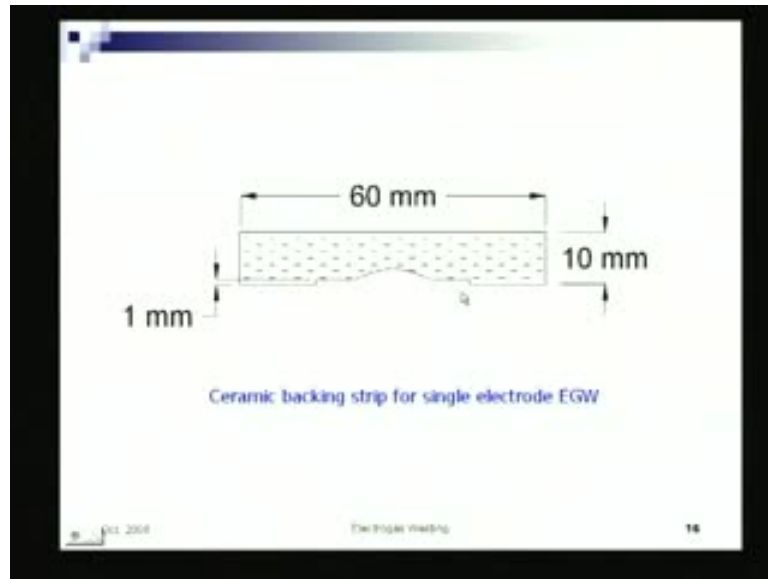 60 mm
10 mm
1 mm
Ceramic backing strip for single electrode EGW
Oct. 2008
Electrogas Welding
16